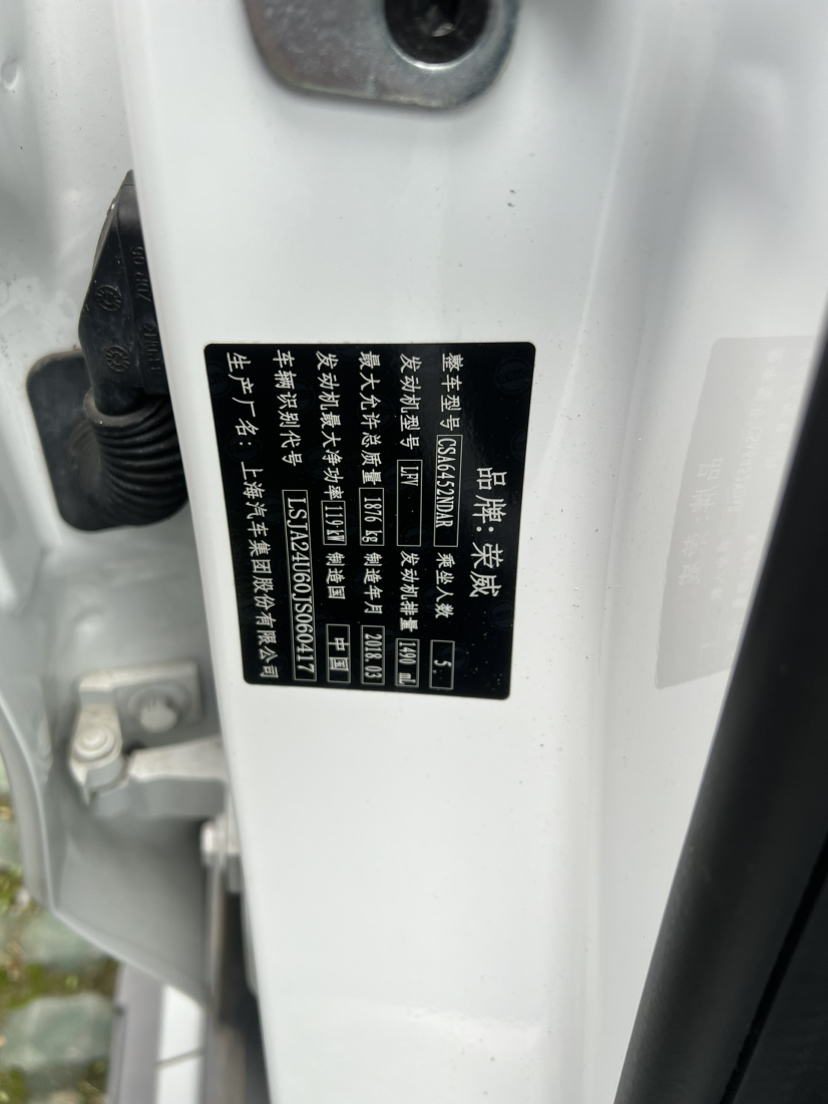 品牌: 荣威
整车型号 CSA6452NDAR 乘坐人数 5
发动机型号 LFV 发动机排量 1490 mL
最大允许总质量 1876 kg 制造年月 2018.03
发动机最大净功率 119 kW 制造国 中国
车辆识别代号 LSJA24U60JS060417
生产厂名: 上海汽车集团股份有限公司